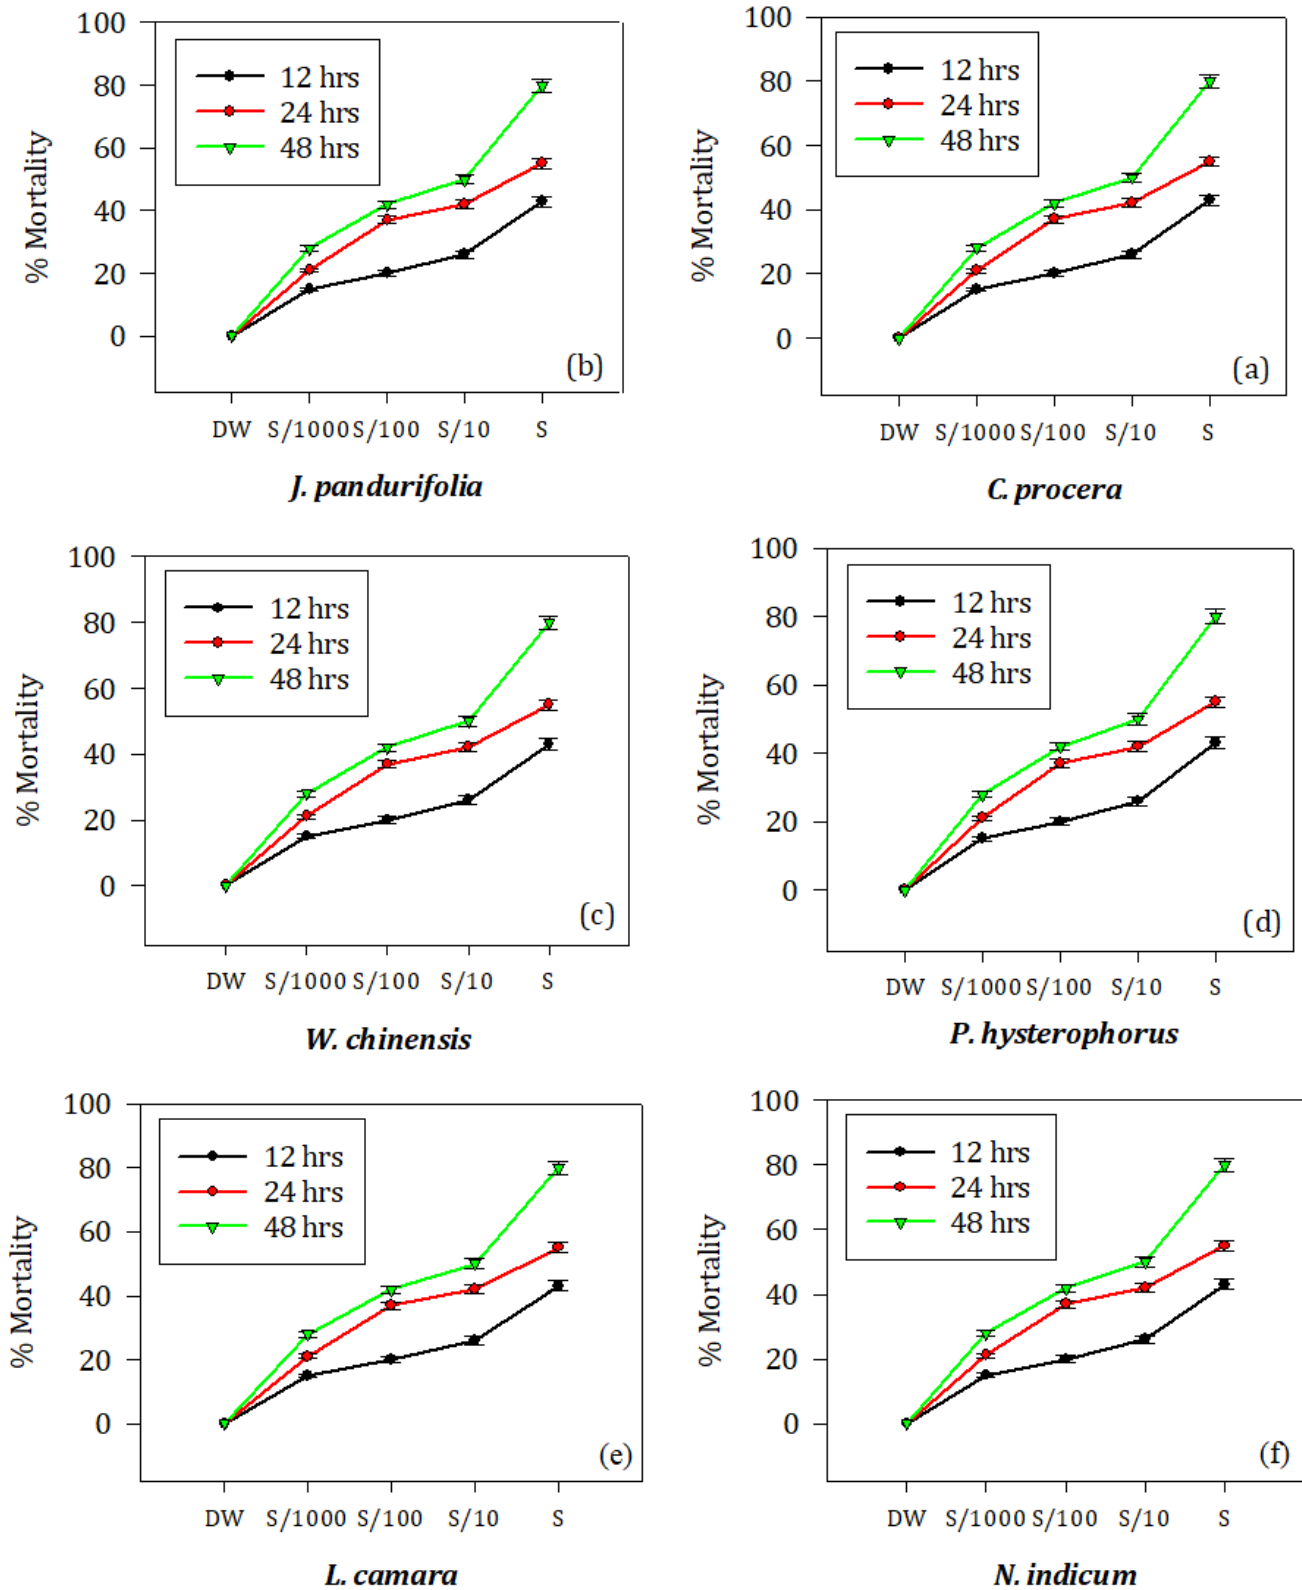 100
80
60
40
20
0
% Mortality
12 hrs
24 hrs
48 hrs
(b)
DW S/1000 S/100 S/10 S
J. pandurifolia
100
80
60
40
20
0
% Mortality
12 hrs
24 hrs
48 hrs
(a)
DW S/1000 S/100 S/10 S
C. procera
100
80
60
40
20
0
% Mortality
12 hrs
24 hrs
48 hrs
(c)
DW S/1000 S/100 S/10 S
W. chinensis
100
80
60
40
20
0
% Mortality
12 hrs
24 hrs
48 hrs
(d)
DW S/1000 S/100 S/10 S
P. hysterophorus
100
80
60
40
20
0
% Mortality
12 hrs
24 hrs
48 hrs
(e)
DW S/1000 S/100 S/10 S
L. camara
100
80
60
40
20
0
% Mortality
12 hrs
24 hrs
48 hrs
(f)
DW S/1000 S/100 S/10 S
N. indicum